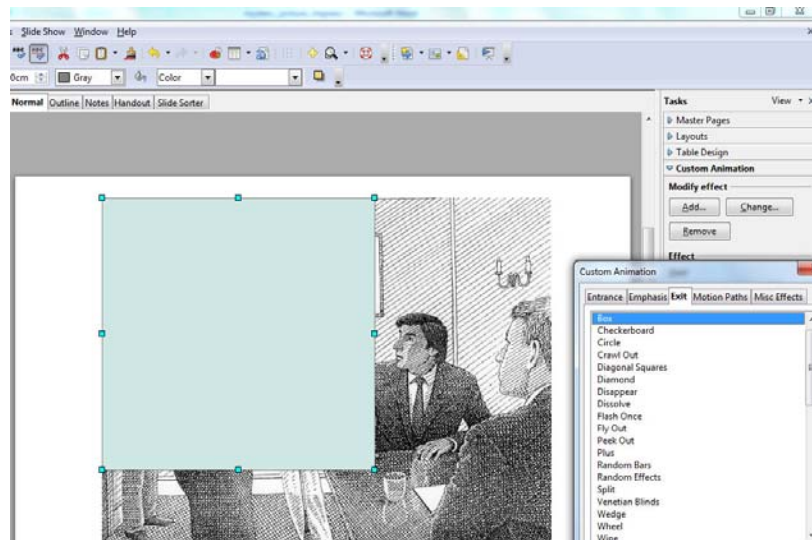 Slide Show Window Help
0cm Gray Color
Normal Outline Notes Handout Slide Sorter
Tasks View
Master Pages
Layouts
Table Design
Custom Animation
Modify effect
Add... Change...
Remove
Effect
Custom Animation
Entrance Emphasis Exit Motion Paths Misc Effects
Box
Checkerboard
Circle
Crawl Out
Diagonal Squares
Diamond
Disappear
Dissolve
Flash Once
Fly Out
Peek Out
Plus
Random Bars
Random Effects
Split
Venetian Blinds
Wedge
Wheel
Wipe